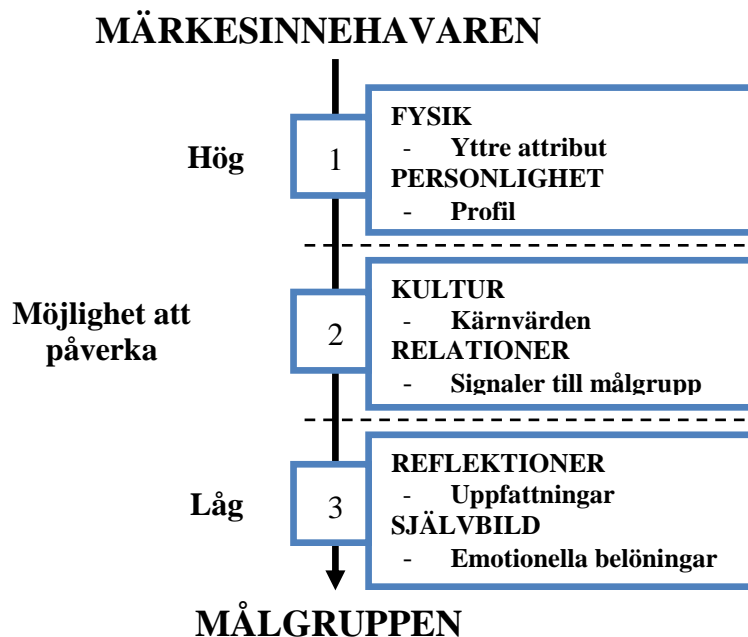 MÄRKESINNEHAVAREN
Hög
1
FYSIK
- Yttre attribut
PERSONLIGHET
- Profil
Möjlighet att
påverka
2
KULTUR
- Kärnvärden
RELATIONER
- Signaler till målgrupp
Låg
3
REFLEKTIONER
- Uppfattningar
SJÄLVBILD
- Emotionella belöningar
MÅLGRUPPEN